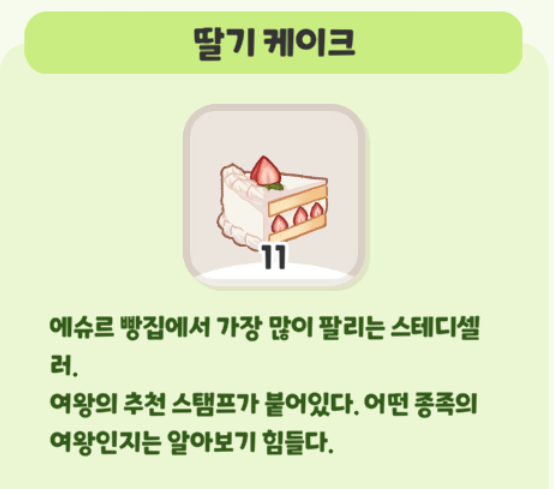 딸기 케이크
11
에슈르 빵집에서 가장 많이 팔리는 스테디셀
러.
여왕의 추천 스탬프가 붙어있다. 어떤 종족의
여왕인지는 알아보기 힘들다.